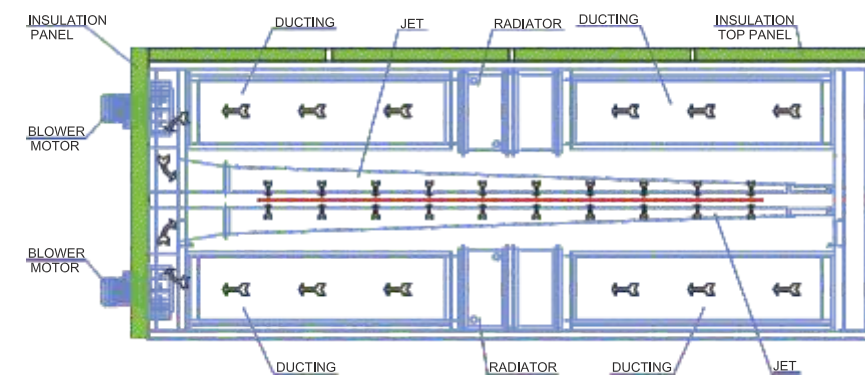 INSULATION
PANEL
DUCTING
JET
RADIATOR
DUCTING
INSULATION
TOP PANEL
BLOWER
MOTOR
BLOWER
MOTOR
DUCTING
RADIATOR
DUCTING
JET